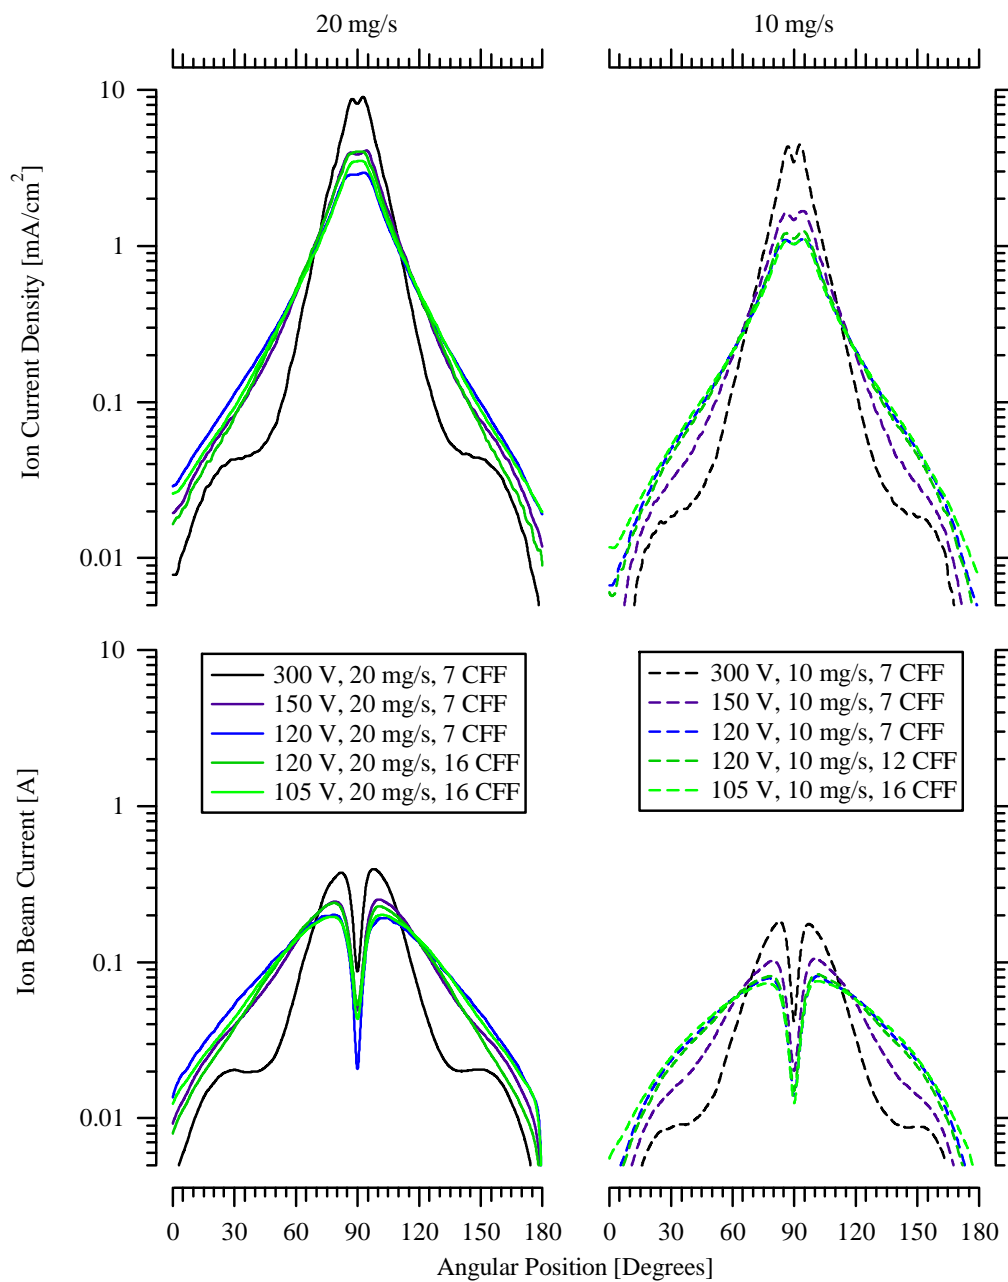 20 mg/s
10 mg/s
Ion Current Density [mA/cm²]
10
1
0.1
0.01
Ion Beam Current [A]
10
1
0.1
0.01
300 V, 20 mg/s, 7 CFF
150 V, 20 mg/s, 7 CFF
120 V, 20 mg/s, 7 CFF
120 V, 20 mg/s, 16 CFF
105 V, 20 mg/s, 16 CFF
300 V, 10 mg/s, 7 CFF
150 V, 10 mg/s, 7 CFF
120 V, 10 mg/s, 7 CFF
120 V, 10 mg/s, 12 CFF
105 V, 10 mg/s, 16 CFF
0 30 60 90 120 150 180
0 30 60 90 120 150 180
Angular Position [Degrees]